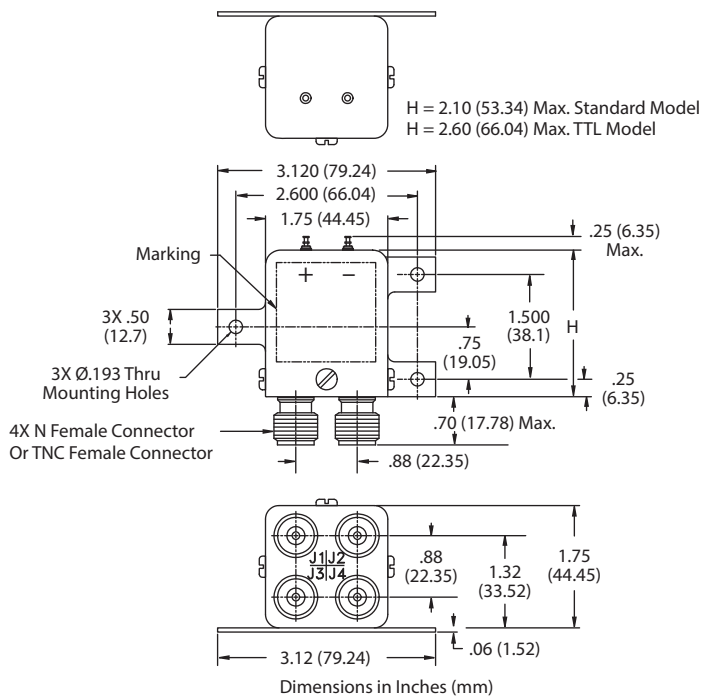 H = 2.10 (53.34) Max. Standard Model
H = 2.60 (66.04) Max. TTL Model
3.120 (79.24)
2.600 (66.04)
1.75 (44.45)
.25 (6.35)
Max.
Marking
+ −
3X .50
(12.7)
1.500
(38.1)
H
.75
(19.05)
3X Ø.193 Thru
Mounting Holes
.25
(6.35)
.70 (17.78) Max.
4X N Female Connector
Or TNC Female Connector
.88 (22.35)
J1 J2
J3 J4
.88
(22.35)
1.32
(33.52)
1.75
(44.45)
.06 (1.52)
3.12 (79.24)
Dimensions in Inches (mm)